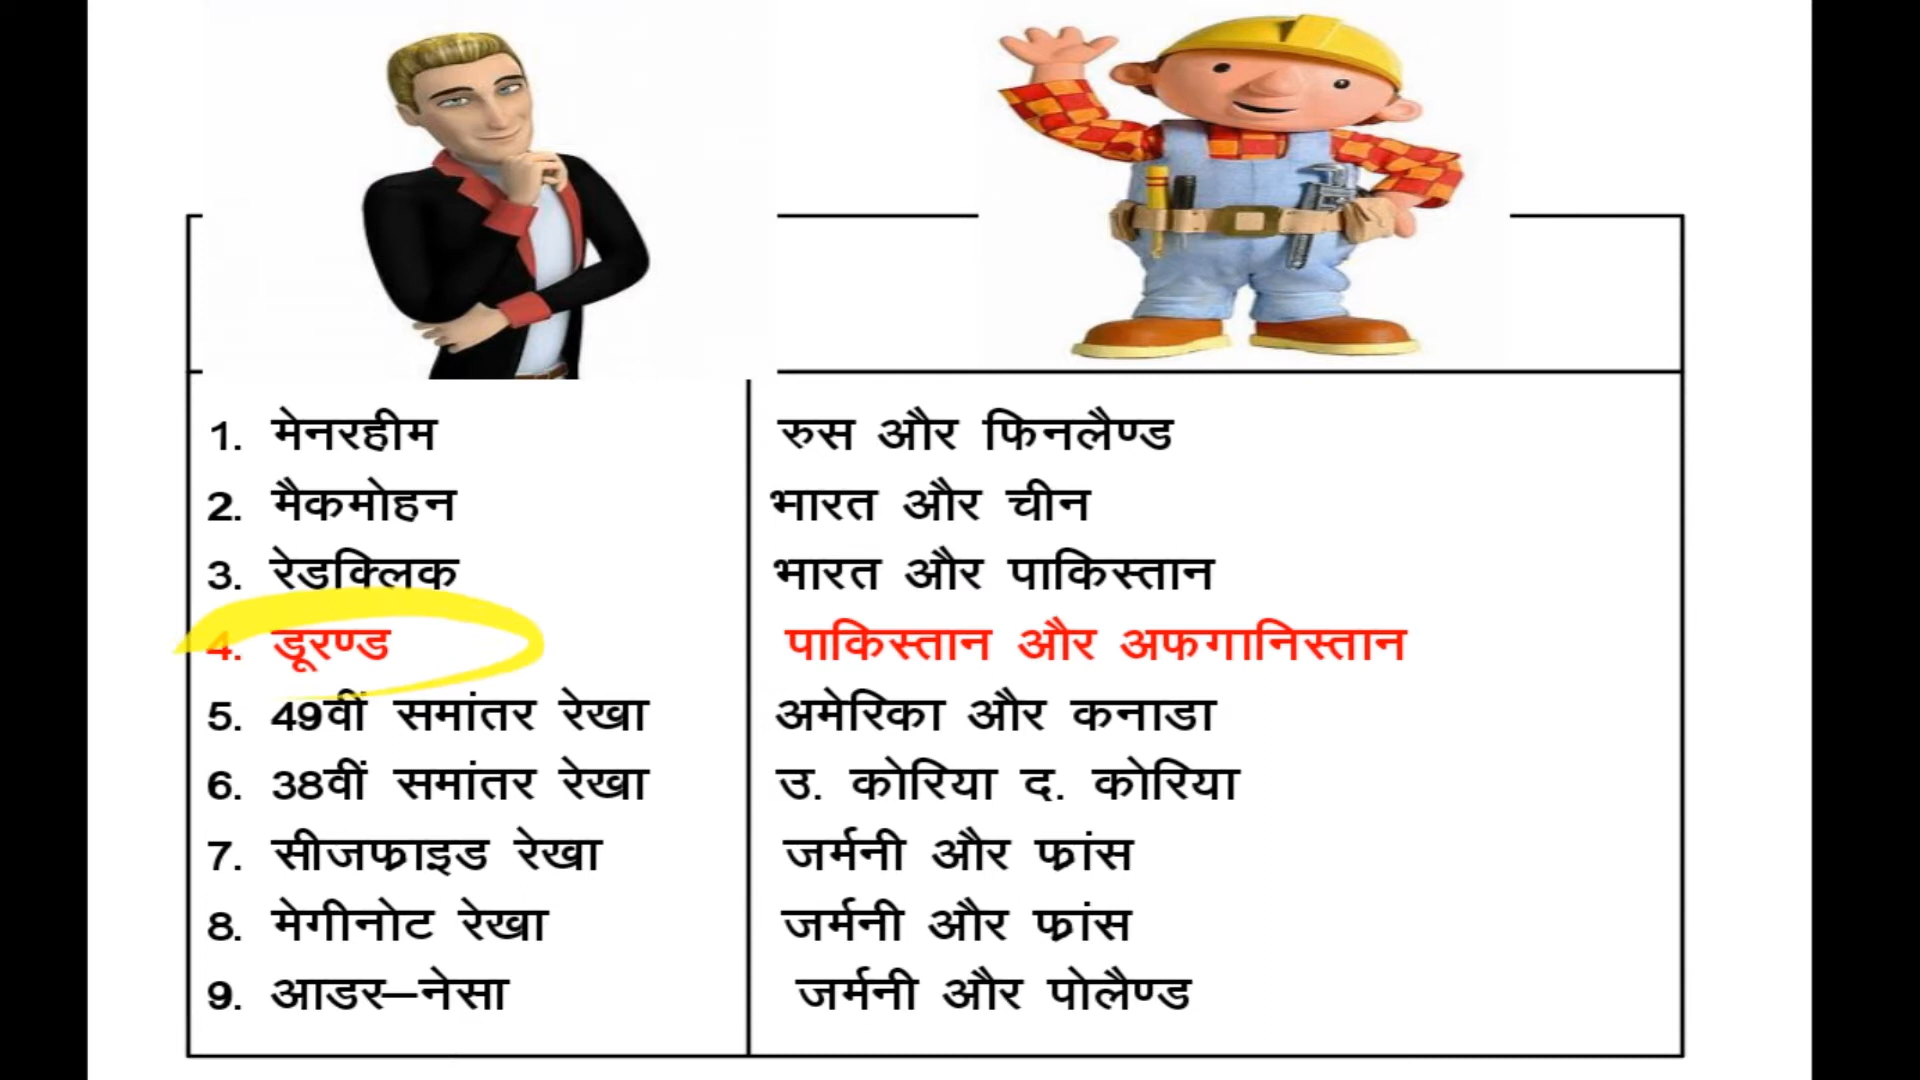 1. मेनरहीम रुस और फिनलैण्ड
2. मैकमोहन भारत और चीन
3. रेडक्लिक भारत और पाकिस्तान
4. डूरण्ड पाकिस्तान और अफगानिस्तान
5. 49वीं समांतर रेखा अमेरिका और कनाडा
6. 38वीं समांतर रेखा उ. कोरिया द. कोरिया
7. सीजफ्राइड रेखा जर्मनी और फ्रांस
8. मेगीनोट रेखा जर्मनी और फ्रांस
9. आडर–नेसा जर्मनी और पोलैण्ड